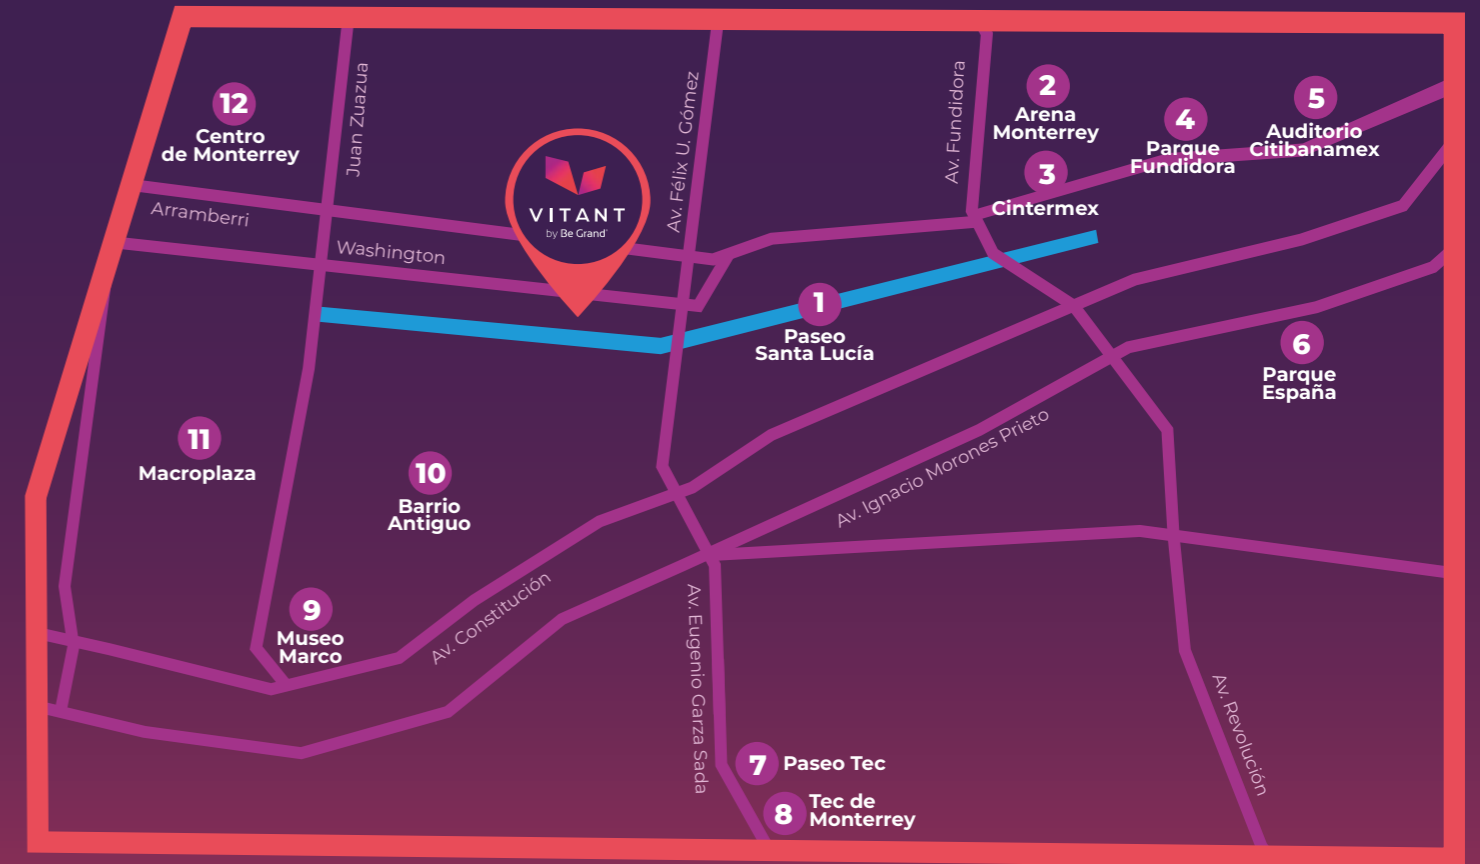 12
Centro
de Monterrey
Juan Zuazua
Arramberri
Washington
VITANT
by Be Grand®
Av. Félix U. Gómez
Av. Fundidora
2
Arena
Monterrey
3
Cintermex
4
Parque
Fundidora
5
Auditorio
Citibanamex
1
Paseo
Santa Lucía
6
Parque
España
11
Macroplaza
10
Barrio
Antiguo
9
Museo
Marco
Av. Constitución
Av. Ignacio Morones Prieto
Av. Eugenio Garza Sada
Av. Revolución
7
Paseo Tec
8
Tec de
Monterrey